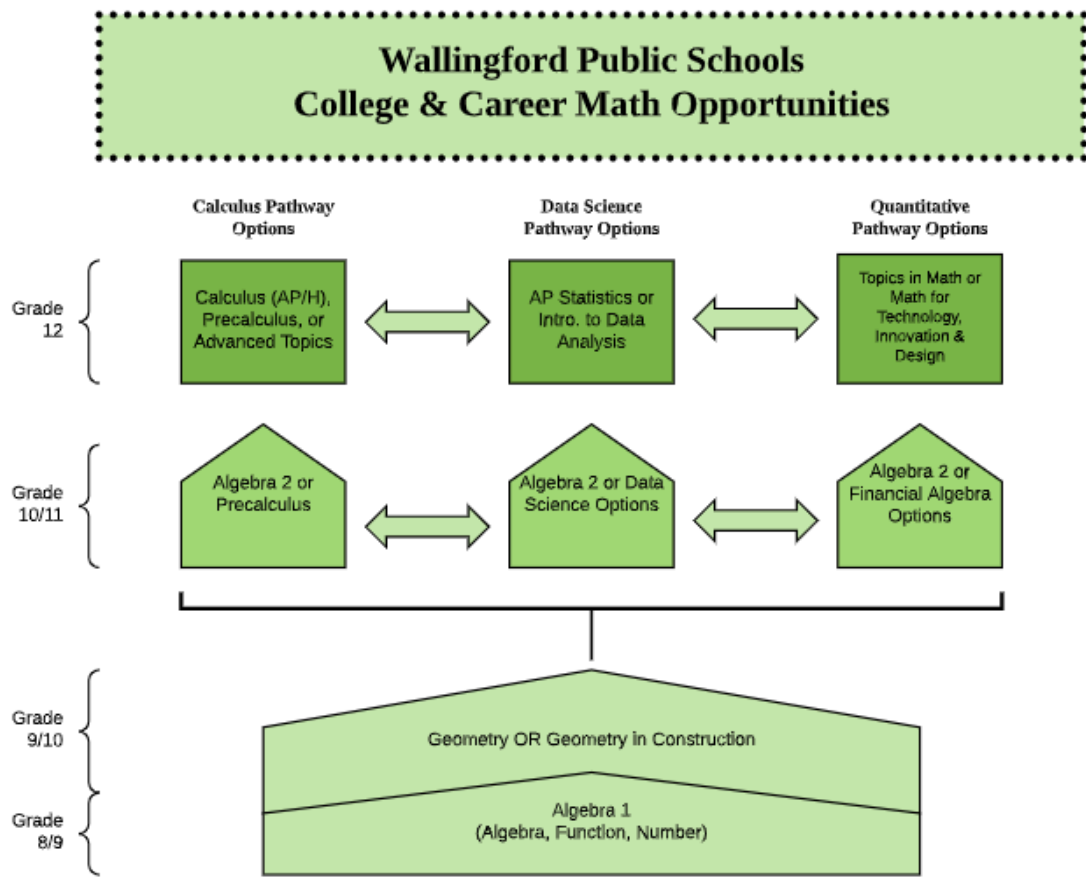 Wallingford Public Schools
College & Career Math Opportunities
Calculus Pathway
Options
Data Science
Pathway Options
Quantitative
Pathway Options
Grade
12
Calculus (AP/H),
Precalculus, or
Advanced Topics
AP Statistics or
Intro. to Data
Analysis
Topics in Math or
Math for
Technology,
Innovation &
Design
Grade
10/11
Algebra 2 or
Precalculus
Algebra 2 or Data
Science Options
Algebra 2 or
Financial Algebra
Options
Grade
9/10
Geometry OR Geometry in Construction
Grade
8/9
Algebra 1
(Algebra, Function, Number)